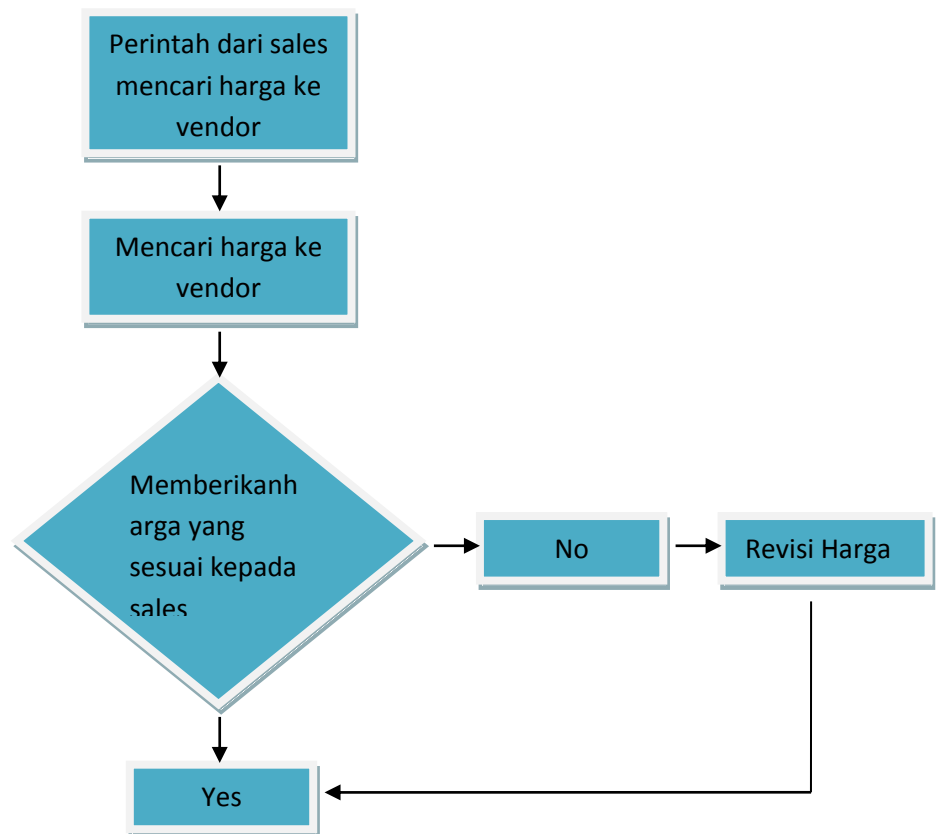 Perintah dari sales
mencari harga ke
vendor
Mencari harga ke
vendor
Memberikanh
arga yang
sesuai kepada
sales
No
Revisi Harga
Yes